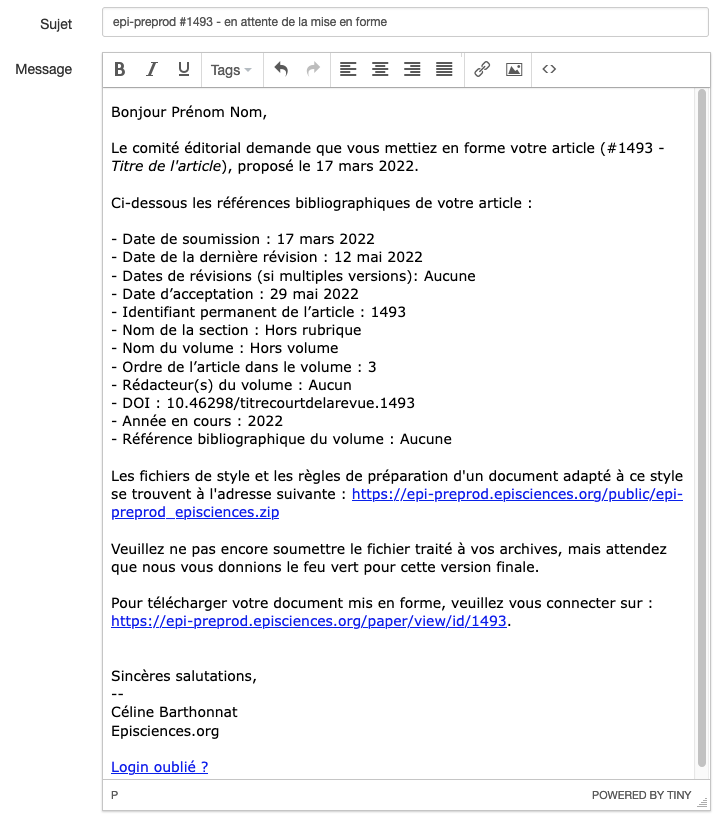 Sujet
epi-preprod #1493 - en attente de la mise en forme
Message
B I U Tags
Bonjour Prénom Nom,
Le comité éditorial demande que vous mettiez en forme votre article (#1493 -
Titre de l'article), proposé le 17 mars 2022.
Ci-dessous les références bibliographiques de votre article :
- Date de soumission : 17 mars 2022
- Date de la dernière révision : 12 mai 2022
- Dates de révisions (si multiples versions): Aucune
- Date d’acceptation : 29 mai 2022
- Identifiant permanent de l’article : 1493
- Nom de la section : Hors rubrique
- Nom du volume : Hors volume
- Ordre de l’article dans le volume : 3
- Rédacteur(s) du volume : Aucun
- DOI : 10.46298/titrecourtdelarevue.1493
- Année en cours : 2022
- Référence bibliographique du volume : Aucune
Les fichiers de style et les règles de préparation d'un document adapté à ce style
se trouvent à l'adresse suivante : https://epi-preprod.episciences.org/public/epi-
preprod_episciences.zip
Veuillez ne pas encore soumettre le fichier traité à vos archives, mais attendez
que nous vous donnions le feu vert pour cette version finale.
Pour télécharger votre document mis en forme, veuillez vous connecter sur :
https://epi-preprod.episciences.org/paper/view/id/1493.
Sincères salutations,
--
Céline Barthonnat
Episciences.org
Login oublié ?
P
POWERED BY TINY